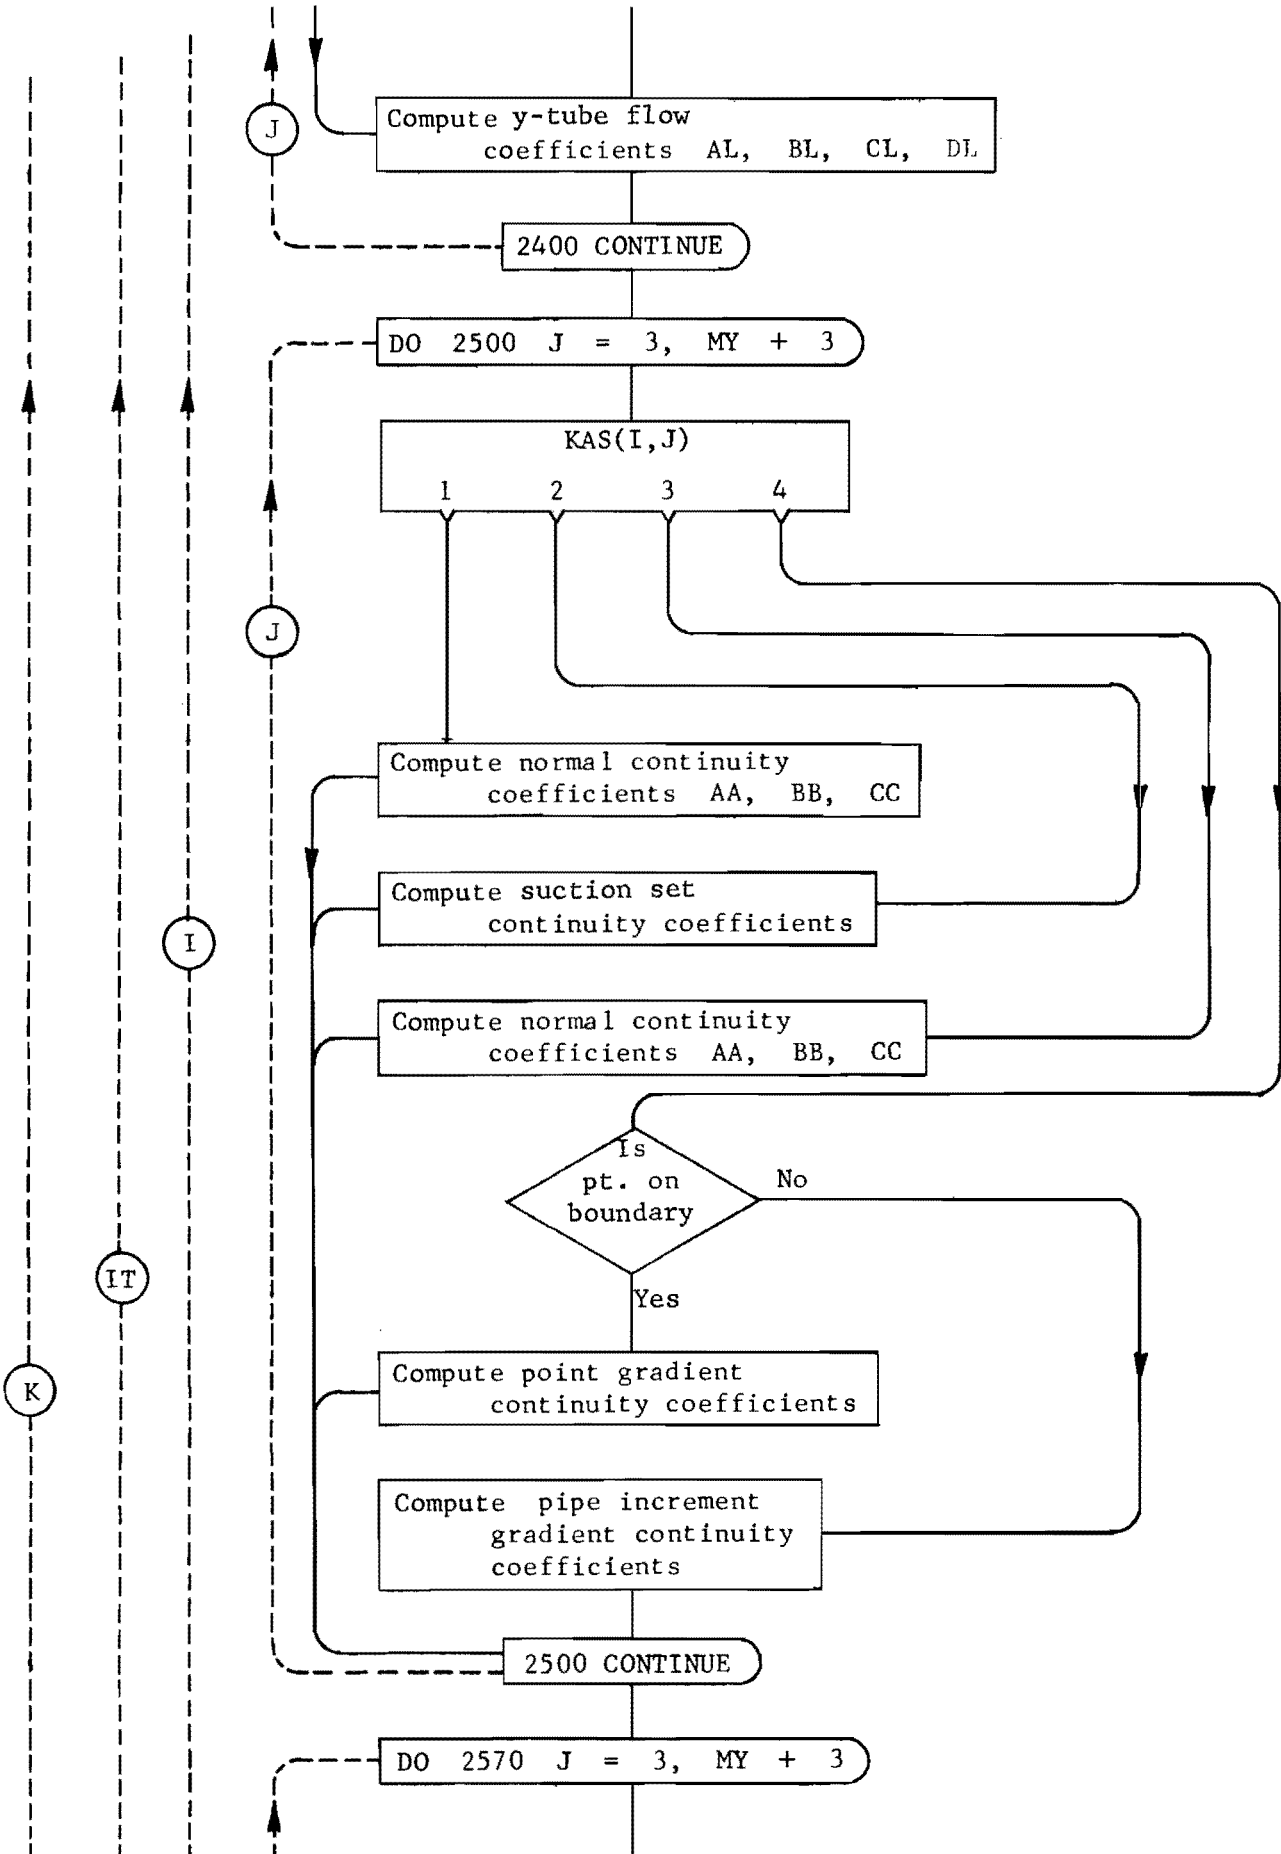 J
Compute y-tube flow
coefficients AL, BL, CL, DL
2400 CONTINUE
DO 2500 J = 3, MY + 3
KAS(I,J)
1 2 3 4
J
Compute normal continuity
coefficients AA, BB, CC
Compute suction set
continuity coefficients
I
Compute normal continuity
coefficients AA, BB, CC
Is
pt. on
boundary
No
IT
Yes
K
Compute point gradient
continuity coefficients
Compute pipe increment
gradient continuity
coefficients
2500 CONTINUE
DO 2570 J = 3, MY + 3